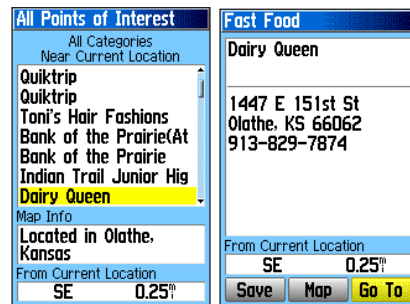 All Points of Interest
All Categories
Near Current Location
Quiktrip
Quiktrip
Toni's Hair Fashions
Bank of the Prairie(At
Bank of the Prairie
Indian Trail Junior Hig
Dairy Queen
Map Info
Located in Olathe,
Kansas
From Current Location
SE 0.25m
Fast Food
Dairy Queen
1447 E 151st St
Olathe, KS 66062
913-829-7874
From Current Location
SE 0.25m
Save Map Go To